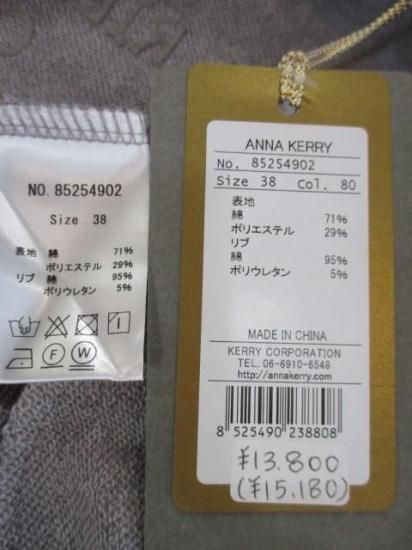 NO. 85254902
Size 38
表地 綿 71%
ポリエステル 29%
リブ 綿 95%
ポリウレタン 5%
F
W
ANNA KERRY
No. 85254902
Size 38 Col. 80
表地
綿 71%
ポリエステル 29%
リブ
綿 95%
ポリウレタン 5%
MADE IN CHINA
KERRY CORPORATION
TEL. 06-6910-6548
http://annakerry.com/
8 525490 238808
¥13.800
(¥15.180)